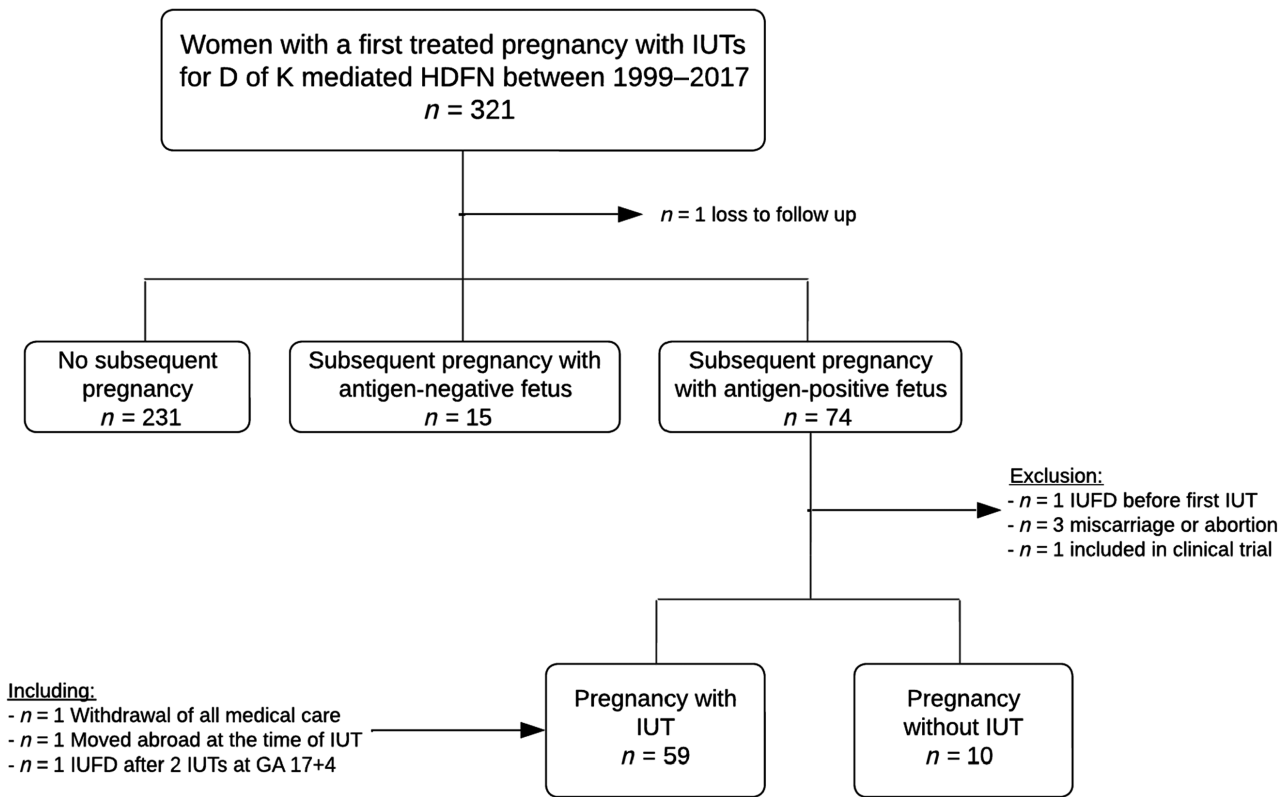 Women with a first treated pregnancy with IUTs
for D of K mediated HDFN between 1999–2017
n = 321
n = 1 loss to follow up
No subsequent
pregnancy
n = 231
Subsequent pregnancy with
antigen-negative fetus
n = 15
Subsequent pregnancy
with antigen-positive fetus
n = 74
Exclusion:
- n = 1 IUFD before first IUT
- n = 3 miscarriage or abortion
- n = 1 included in clinical trial
Including:
- n = 1 Withdrawal of all medical care
- n = 1 Moved abroad at the time of IUT
- n = 1 IUFD after 2 IUTs at GA 17+4
Pregnancy with
IUT
n = 59
Pregnancy
without IUT
n = 10